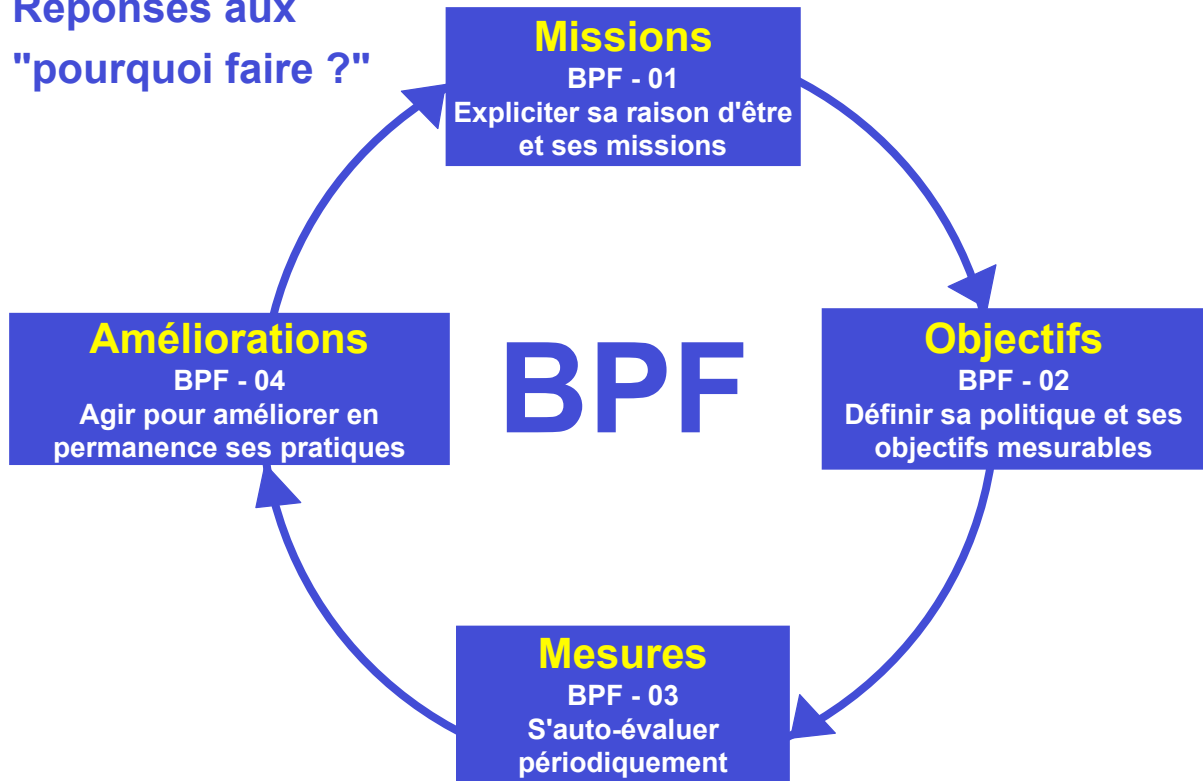 Réponses aux
"pourquoi faire ?"
Missions
BPF - 01
Expliciter sa raison d'être
et ses missions
Améliorations
BPF - 04
Agir pour améliorer en
permanence ses pratiques
BPF
Objectifs
BPF - 02
Définir sa politique et ses
objectifs mesurables
Mesures
BPF - 03
S'auto-évaluer
périodiquement